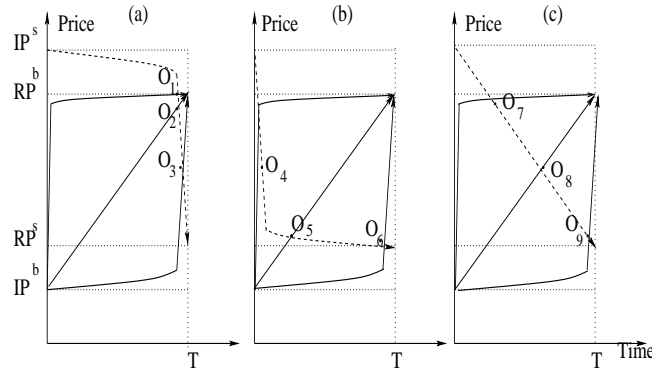 (a) (b) (c)
Price Price Price
IP^s
RP^b
O_1
O_2
O_7
O_3 O_4 O_8
RP^s
O_5 O_6 O_9
IP^b
T T T Time